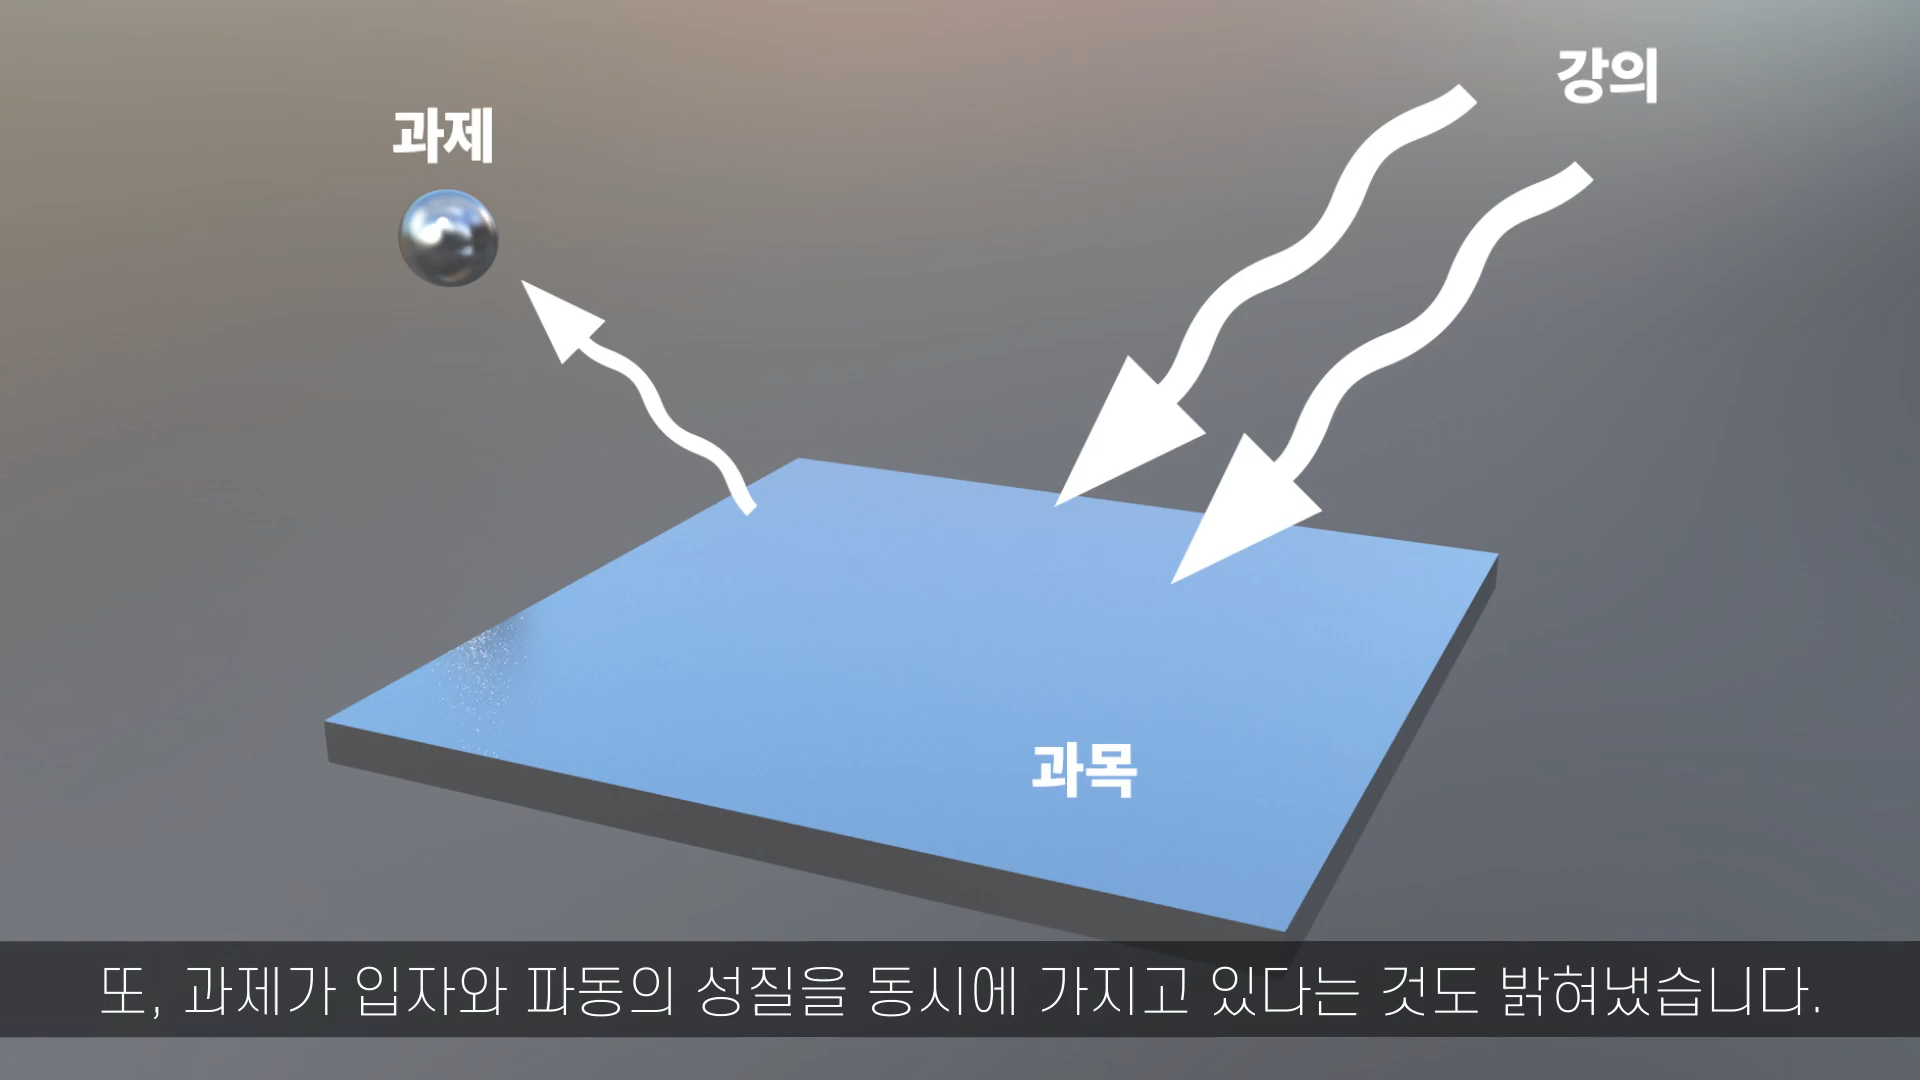 과제
강의
과목
또, 과제가 입자와 파동의 성질을 동시에 가지고 있다는 것도 밝혀냈습니다.